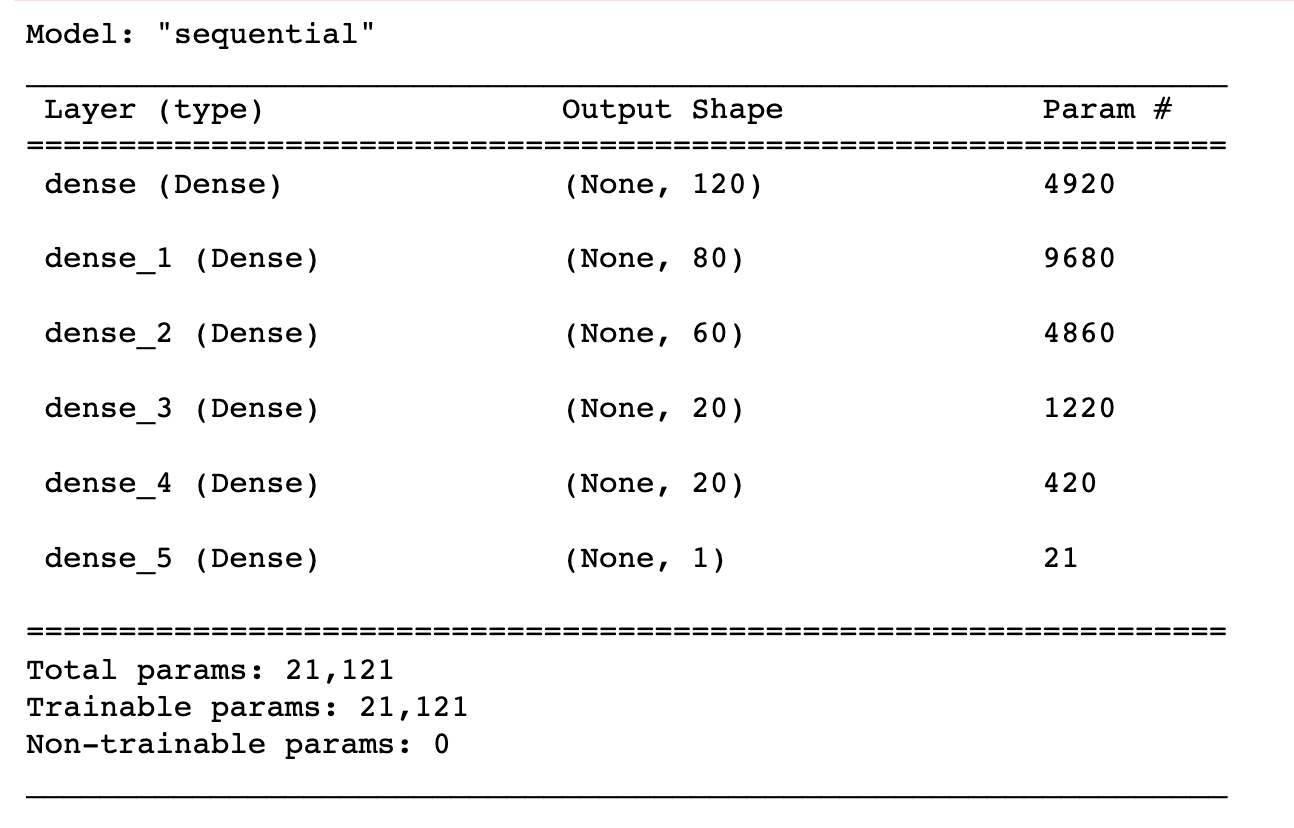 Model: "sequential"
Layer (type) Output Shape Param #
=================================================================
dense (Dense) (None, 120) 4920
dense_1 (Dense) (None, 80) 9680
dense_2 (Dense) (None, 60) 4860
dense_3 (Dense) (None, 20) 1220
dense_4 (Dense) (None, 20) 420
dense_5 (Dense) (None, 1) 21
=================================================================
Total params: 21,121
Trainable params: 21,121
Non-trainable params: 0